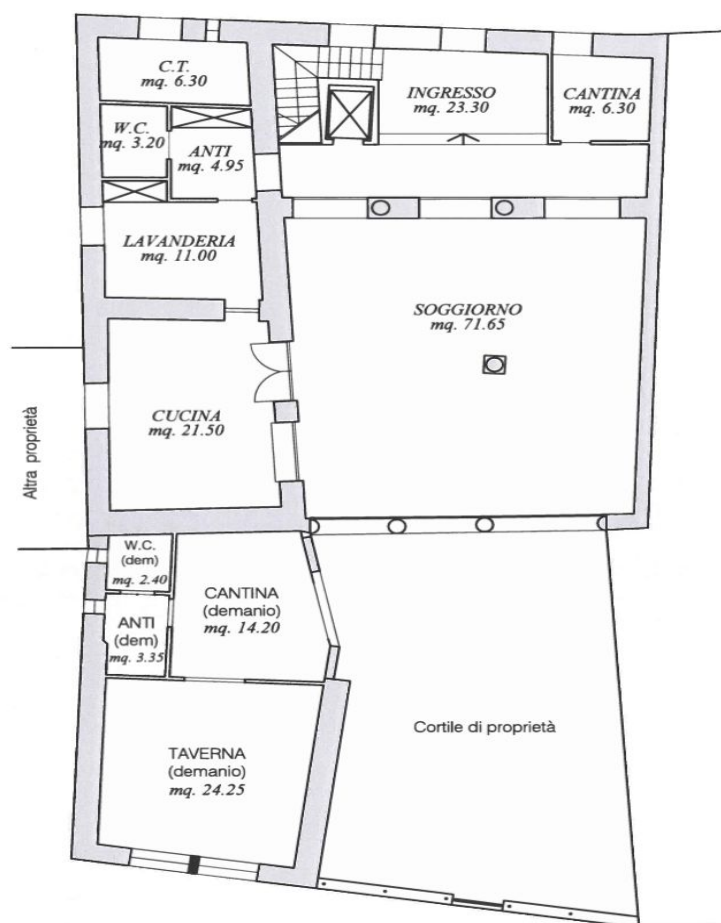 C.T.
mq. 6.30
INGRESSO
mq. 23.30
CANTINA
mq. 6.30
W.C.
mq. 3.20
ANTI
mq. 4.95
LAVANDERIA
mq. 11.00
SOGGIORNO
mq. 71.65
CUCINA
mq. 21.50
Altra proprietà
W.C.
(dem)
mq. 2.40
CANTINA
(demanio)
mq. 14.20
ANTI
(dem)
mq. 3.35
Cortile di proprietà
TAVERNA
(demanio)
mq. 24.25